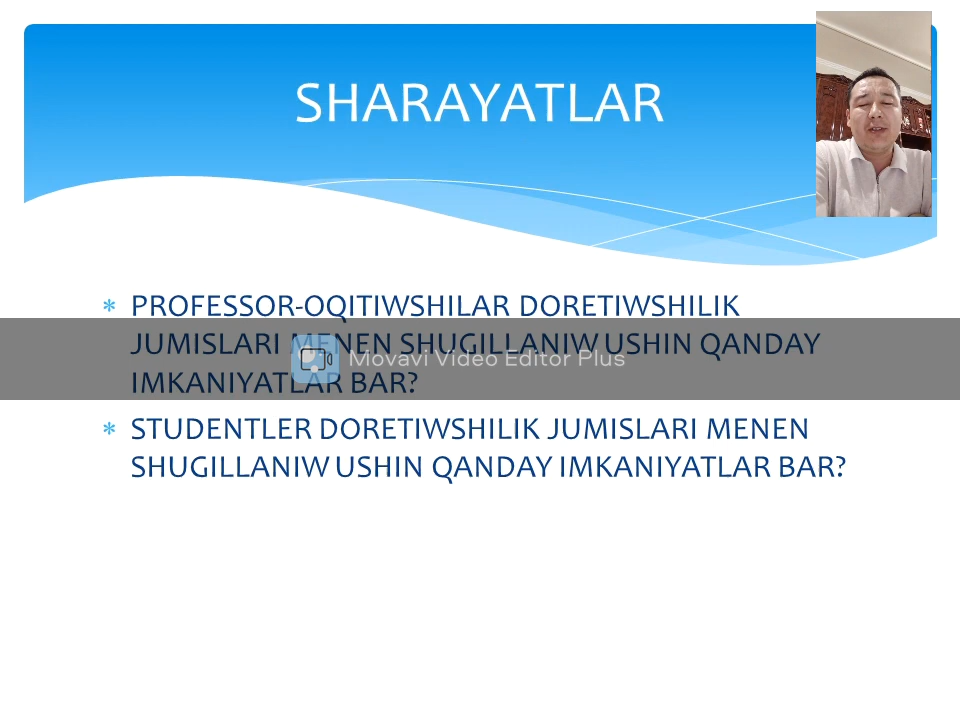 SHARAYATLAR
* PROFESSOR-OQITIWSHILAR DORETIWSHILIK
JUMISLARI MENEN SHUGILLANIW USHIN QANDAY
IMKANIYATLAR BAR?
Movavi Video Editor Plus
* STUDENTLER DORETIWSHILIK JUMISLARI MENEN
SHUGILLANIW USHIN QANDAY IMKANIYATLAR BAR?